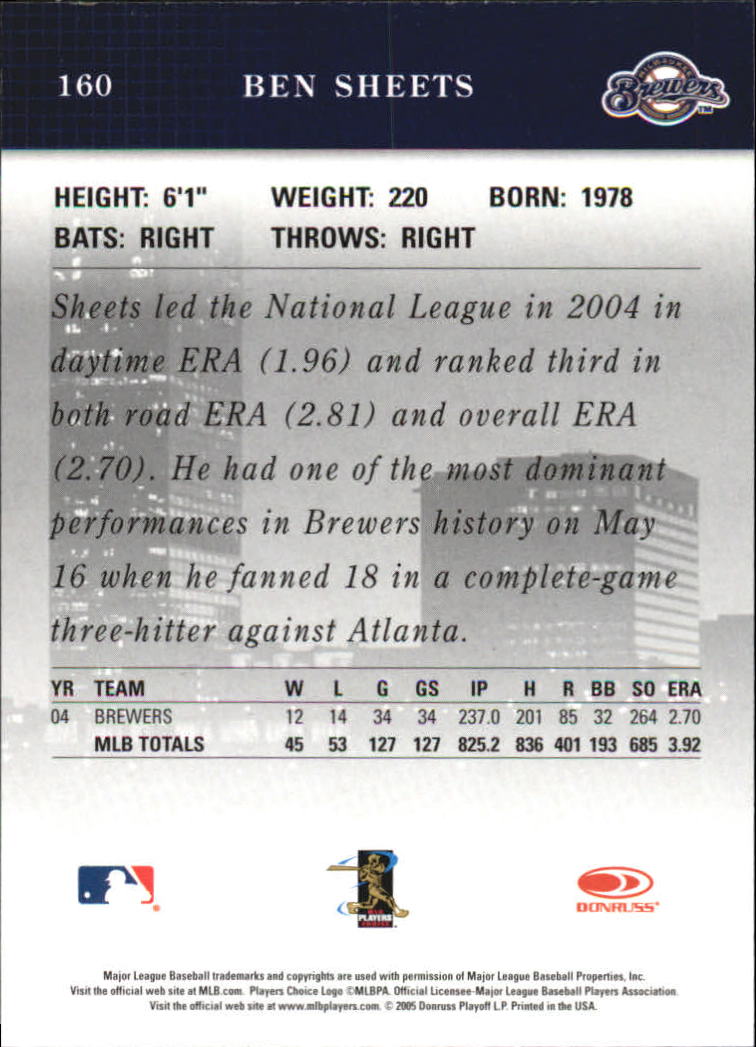 160 BEN SHEETS MILWAUKEE Brewers TM
HEIGHT: 6'1" WEIGHT: 220 BORN: 1978
BATS: RIGHT THROWS: RIGHT
Sheets led the National League in 2004 in
daytime ERA (1.96) and ranked third in
both road ERA (2.81) and overall ERA
(2.70). He had one of the most dominant
performances in Brewers history on May
16 when he fanned 18 in a complete-game
three-hitter against Atlanta.
YR TEAM W L G GS IP H R BB SO ERA
04 BREWERS 12 14 34 34 237.0 201 85 32 264 2.70
MLB TOTALS 45 53 127 127 825.2 836 401 193 685 3.92
MLB
PLAYERS
CHOICE
DONRUSS
Major League Baseball trademarks and copyrights are used with permission of Major League Baseball Properties, Inc.
Visit the official web site at MLB.com. Players Choice Logo ©MLBPA. Official Licensee-Major League Baseball Players Association.
Visit the official web site at www.mlbplayers.com. © 2005 Donruss Playoff L.P. Printed in the USA.